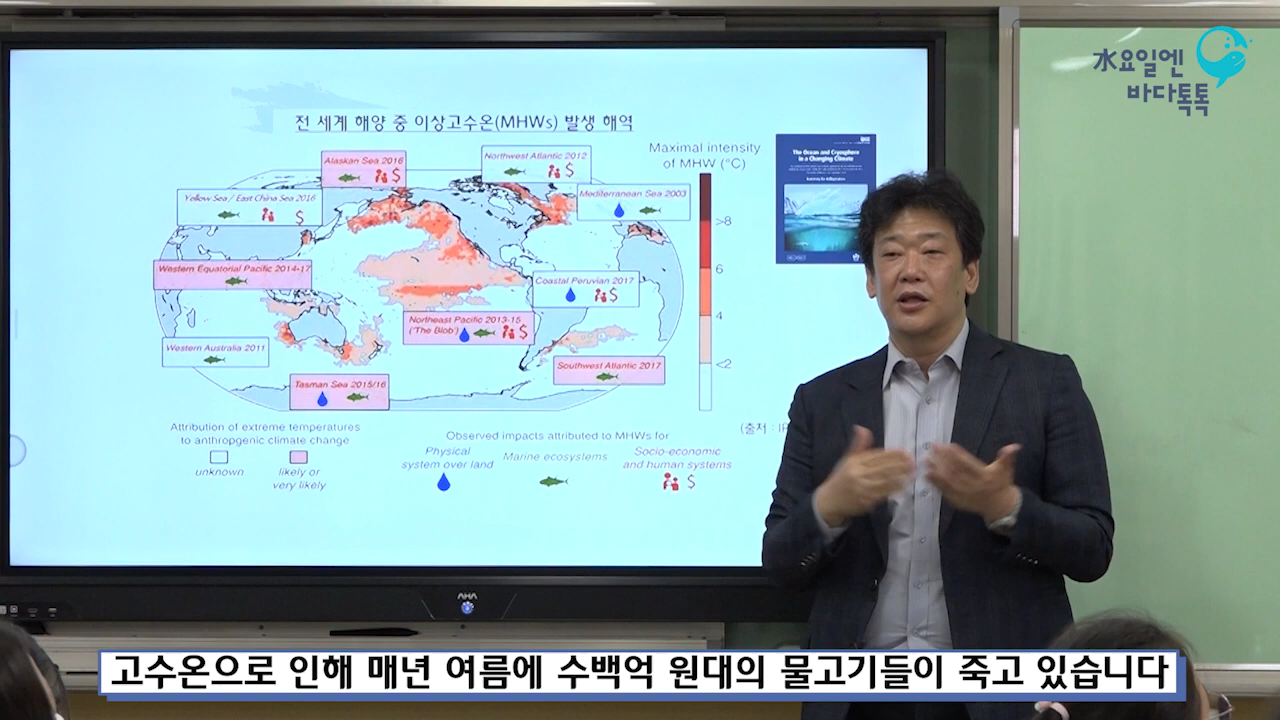 水요일엔
바다톡톡
전 세계 해양 중 이상고수온(MHWs) 발생 해역
Maximal intensity
of MHW (°C)
>8
6
4
<2
Alaskan Sea 2016
$
Northwest Atlantic 2012
$
Yellow Sea / East China Sea 2016
$
Mediterranean Sea 2003
Western Equatorial Pacific 2014-17
Coastal Peruvian 2017
$
Northeast Pacific 2013-15
('The Blob')
$
Western Australia 2011
Southwest Atlantic 2017
Tasman Sea 2015/16
The Ocean and Cryosphere
in a Changing Climate
(출처 :
Attribution of extreme temperatures
to anthropgenic climate change
unknown
likely or
very likely
Observed impacts attributed to MHWs for
Physical
system over land
Marine ecosystems
Socio-economic
and human systems
$
AHA
고수온으로 인해 매년 여름에 수백억 원대의 물고기들이 죽고 있습니다